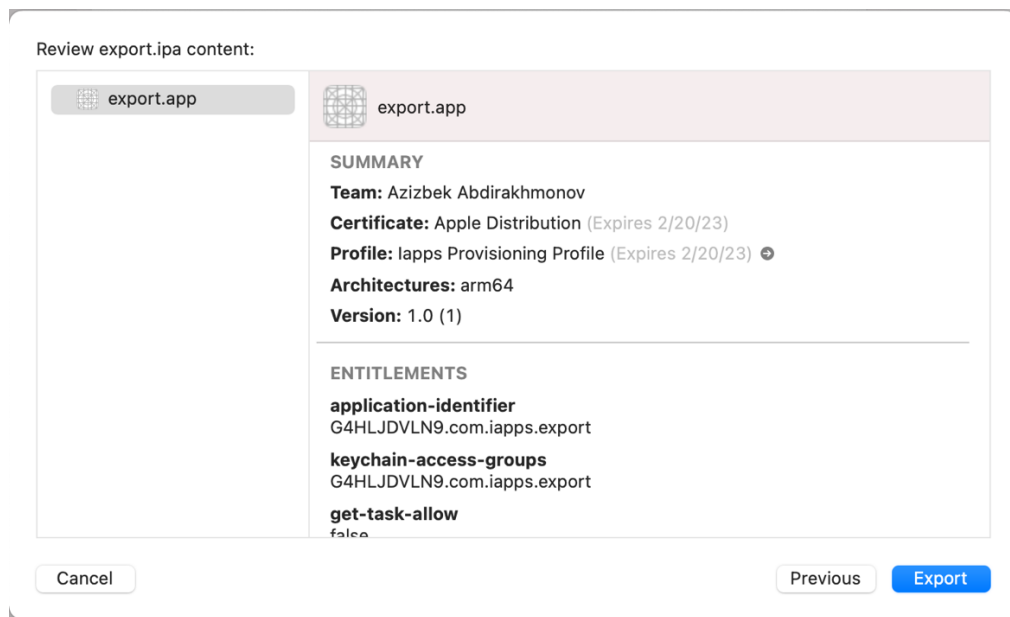 Review export.ipa content:
export.app
export.app
SUMMARY
Team: Azizbek Abdirakhmonov
Certificate: Apple Distribution (Expires 2/20/23)
Profile: Iapps Provisioning Profile (Expires 2/20/23)
Architectures: arm64
Version: 1.0 (1)
ENTITLEMENTS
application-identifier
G4HLJDVLN9.com.iapps.export
keychain-access-groups
G4HLJDVLN9.com.iapps.export
get-task-allow
false
Cancel
Previous
Export